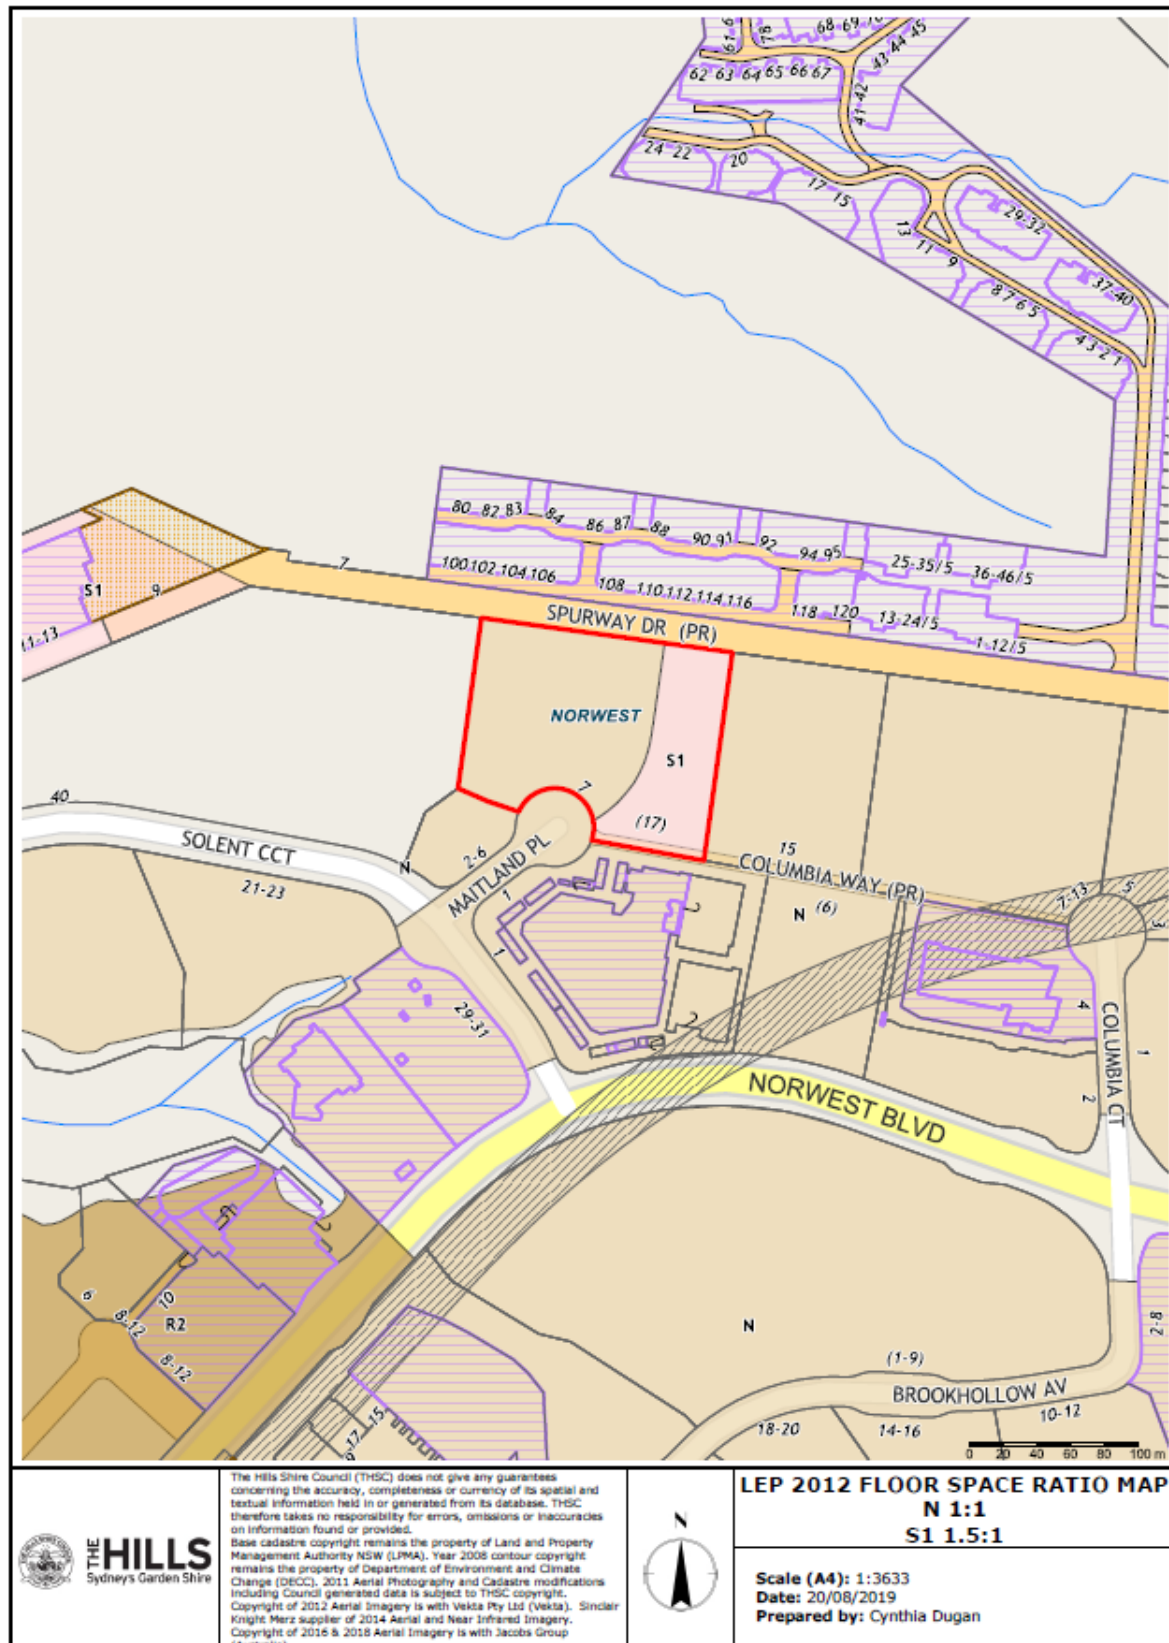 61-6
78
68-69
43-44-45
62 63 64 65 66 67
41-42
24 22
20
17-15
13 11 9
29-32
37-40
8 7 6 5
4 3 2 1
80 82 83 84 86 87 88 92 94
25-35/5
36-46/5
100 102 104 106
108 110 112 114 116
118 120
13-24/5
1-12/5
7
S1
9
11-13
SPURWAY DR (PR)
NORWEST
S1
7
(17)
40
SOLENT CCT
N
2-6
MAITLAND PL
21-23
1
1
15
COLUMBIA WAY (PR)
N (6)
7-13
5
3
2
2
29-31
4
COLUMBIA CT
1
2
NORWEST BLVD
6
8-12
10
R2
8-12
2
N
2-8
(1-9)
BROOKHOLLOW AV
18-20
14-16
10-12
17
15
0 20 40 60 80 100 m
THE HILLS
Sydney's Garden Shire
The Hills Shire Council (THSC) does not give any guarantees
concerning the accuracy, completeness or currency of its spatial and
textual information held in or generated from its database. THSC
therefore takes no responsibility for errors, omissions or inaccuracies
on information found or provided.
Base cadastre copyright remains the property of Land and Property
Management Authority NSW (LPMA). Year 2008 contour copyright
remains the property of Department of Environment and Climate
Change (DECC). 2011 Aerial Photography and Cadastre modifications
including Council generated data is subject to THSC copyright.
Copyright of 2012 Aerial Imagery is with Vekta Pty Ltd (Vekta). Sinclair
Knight Merz supplier of 2014 Aerial and Near Infrared Imagery.
Copyright of 2016 & 2018 Aerial Imagery is with Jacobs Group
N
LEP 2012 FLOOR SPACE RATIO MAP
N 1:1
S1 1.5:1
Scale (A4): 1:3633
Date: 20/08/2019
Prepared by: Cynthia Dugan